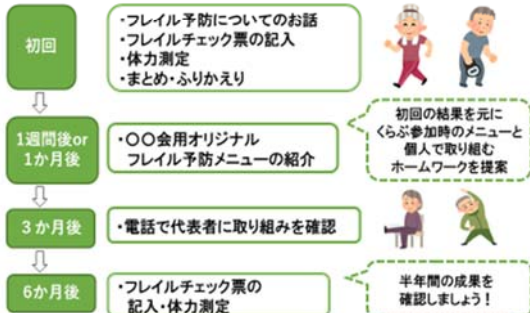 初回
・フレイル予防についてのお話
・フレイルチェック票の記入
・体力測定
・まとめ・ふりかえり
1週間後or
1か月後
・〇〇会用オリジナル
フレイル予防メニューの紹介
初回の結果を元に
くらぶ参加時のメニューと
個人で取り組む
ホームワークを提案
3か月後
・電話で代表者に取り組みを確認
6か月後
・フレイルチェック票の
記入・体力測定
半年間の成果を
確認しましょう!